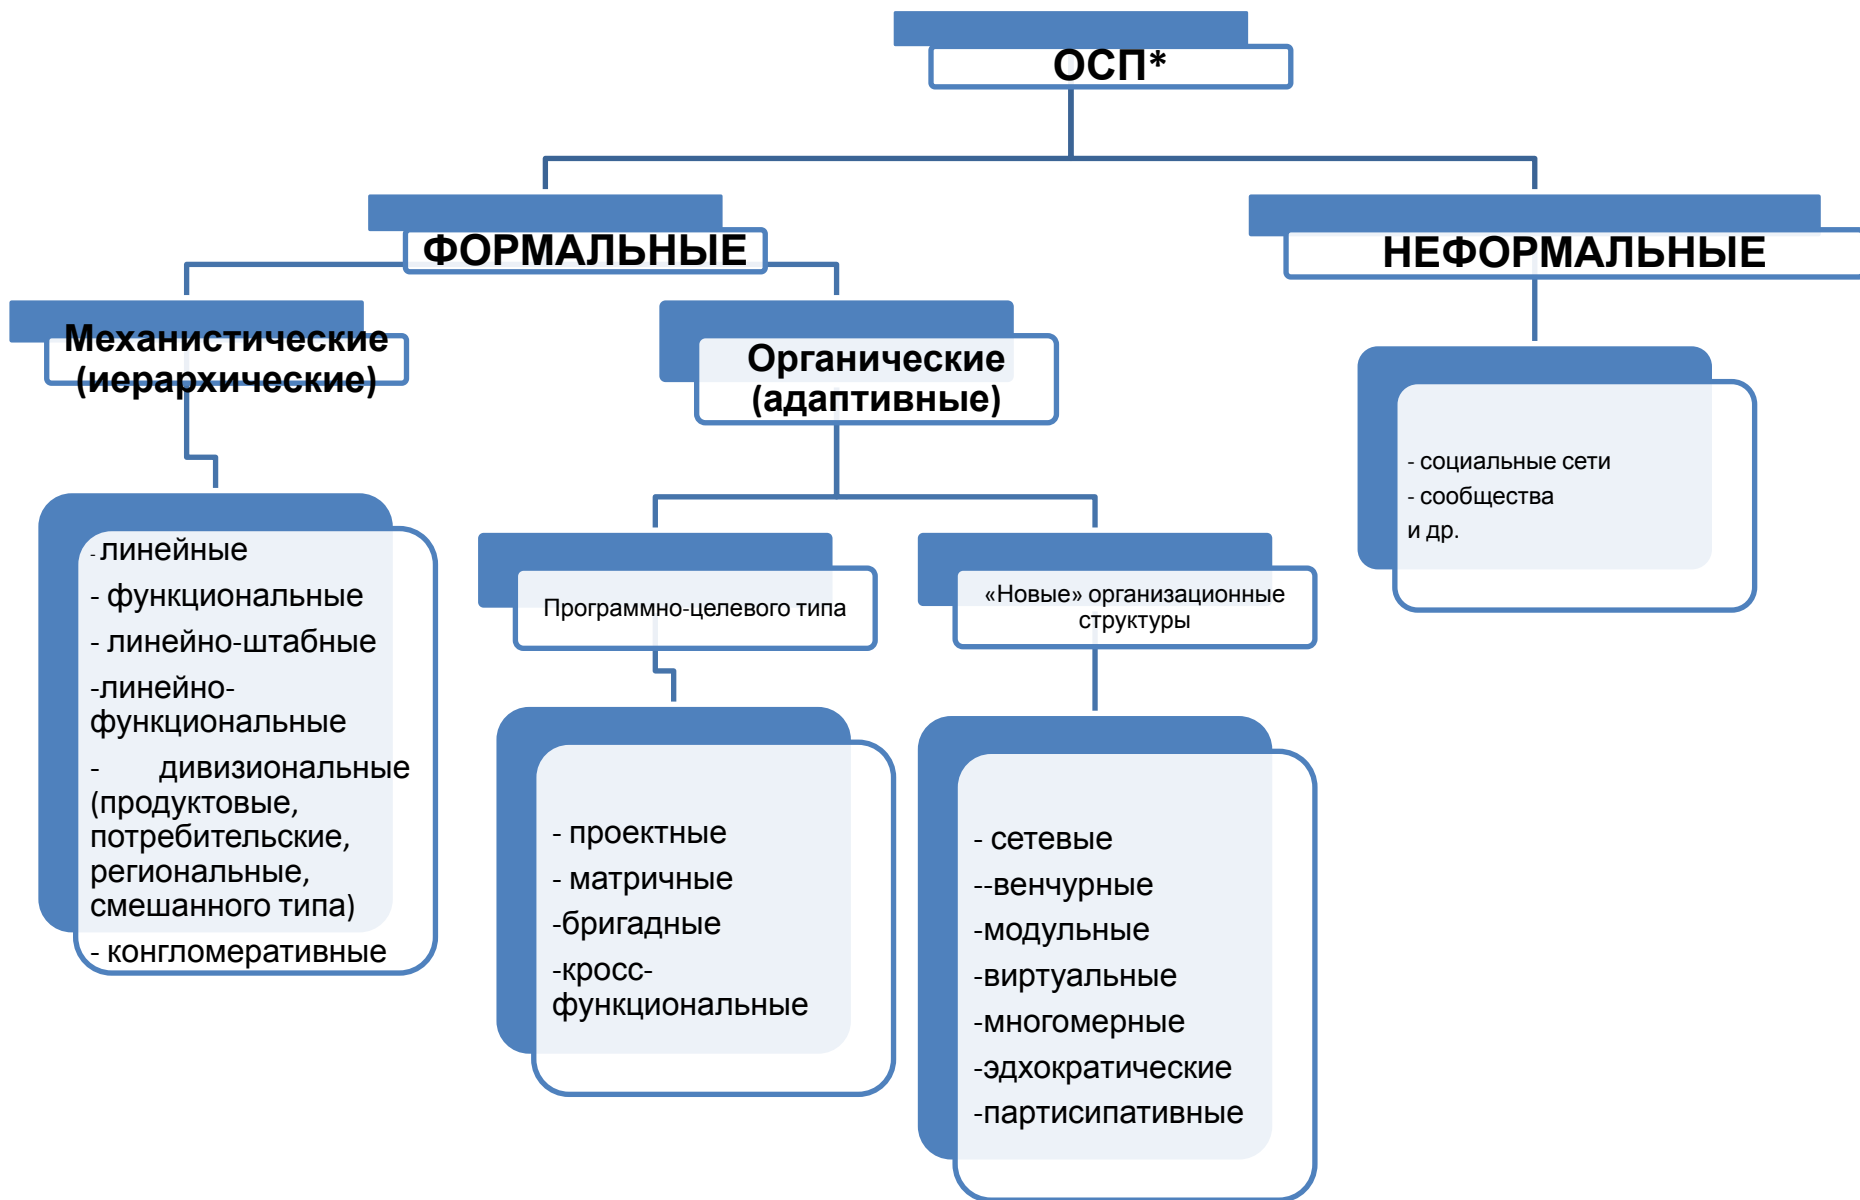 ОСП*
ФОРМАЛЬНЫЕ
НЕФОРМАЛЬНЫЕ
Механистические
(иерархические)
Органические
(адаптивные)
- социальные сети
- сообщества
и др.
- линейные
- функциональные
- линейно-штабные
-линейно-
функциональные
- дивизиональные
(продуктовые,
потребительские,
региональные,
смешанного типа)
- конгломеративные
Программно-целевого типа
«Новые» организационные
структуры
- проектные
- матричные
-бригадные
-кросс-
функциональные
- сетевые
--венчурные
-модульные
-виртуальные
-многомерные
-эдхократические
-партисипативные